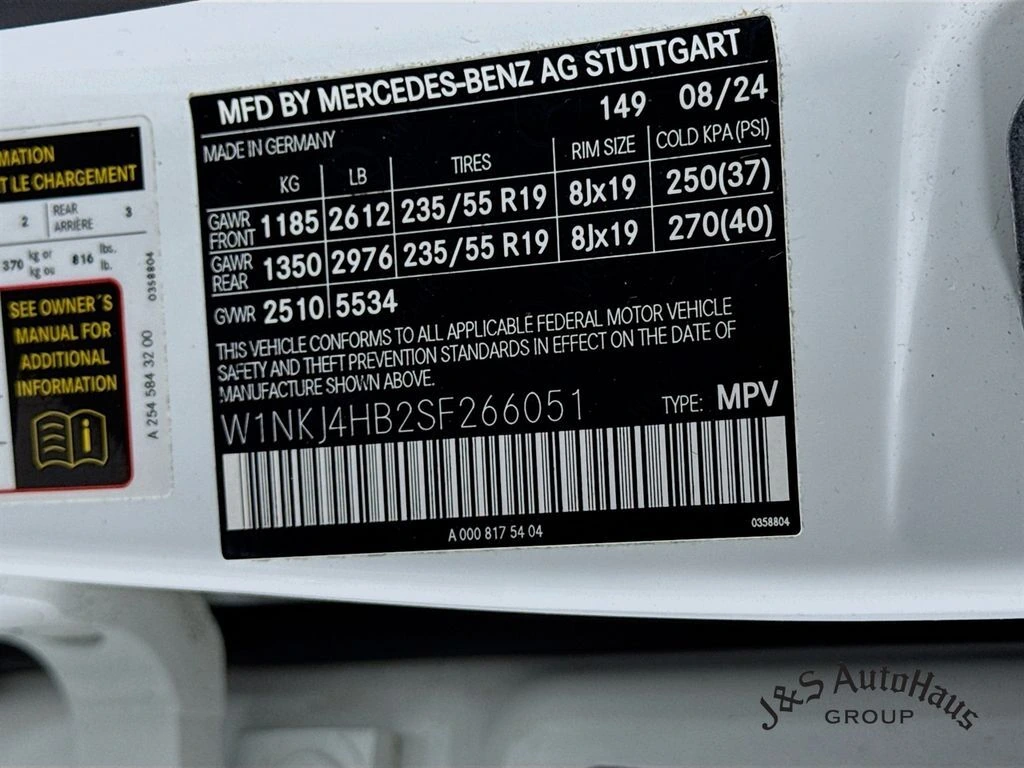 MATION
T LE CHARGEMENT
2 REAR ARRIÈRE 3
370 kg or kg ou 816 lbs. lb.
SEE OWNER´S
MANUAL FOR
ADDITIONAL
INFORMATION
i
A 254 584 32 00
0358804
MFD BY MERCEDES-BENZ AG STUTTGART
149 08/24
MADE IN GERMANY
KG LB TIRES RIM SIZE COLD KPA(PSI)
GAWR FRONT 1185 2612 235/55 R19 8Jx19 250(37)
GAWR REAR 1350 2976 235/55 R19 8Jx19 270(40)
GVWR 2510 5534
THIS VEHICLE CONFORMS TO ALL APPLICABLE FEDERAL MOTOR VEHICLE
SAFETY AND THEFT PREVENTION STANDARDS IN EFFECT ON THE DATE OF
MANUFACTURE SHOWN ABOVE.
W1NKJ4HB2SF266051 TYPE: MPV
A 000 817 54 04
0358804
J&S AutoHaus
GROUP